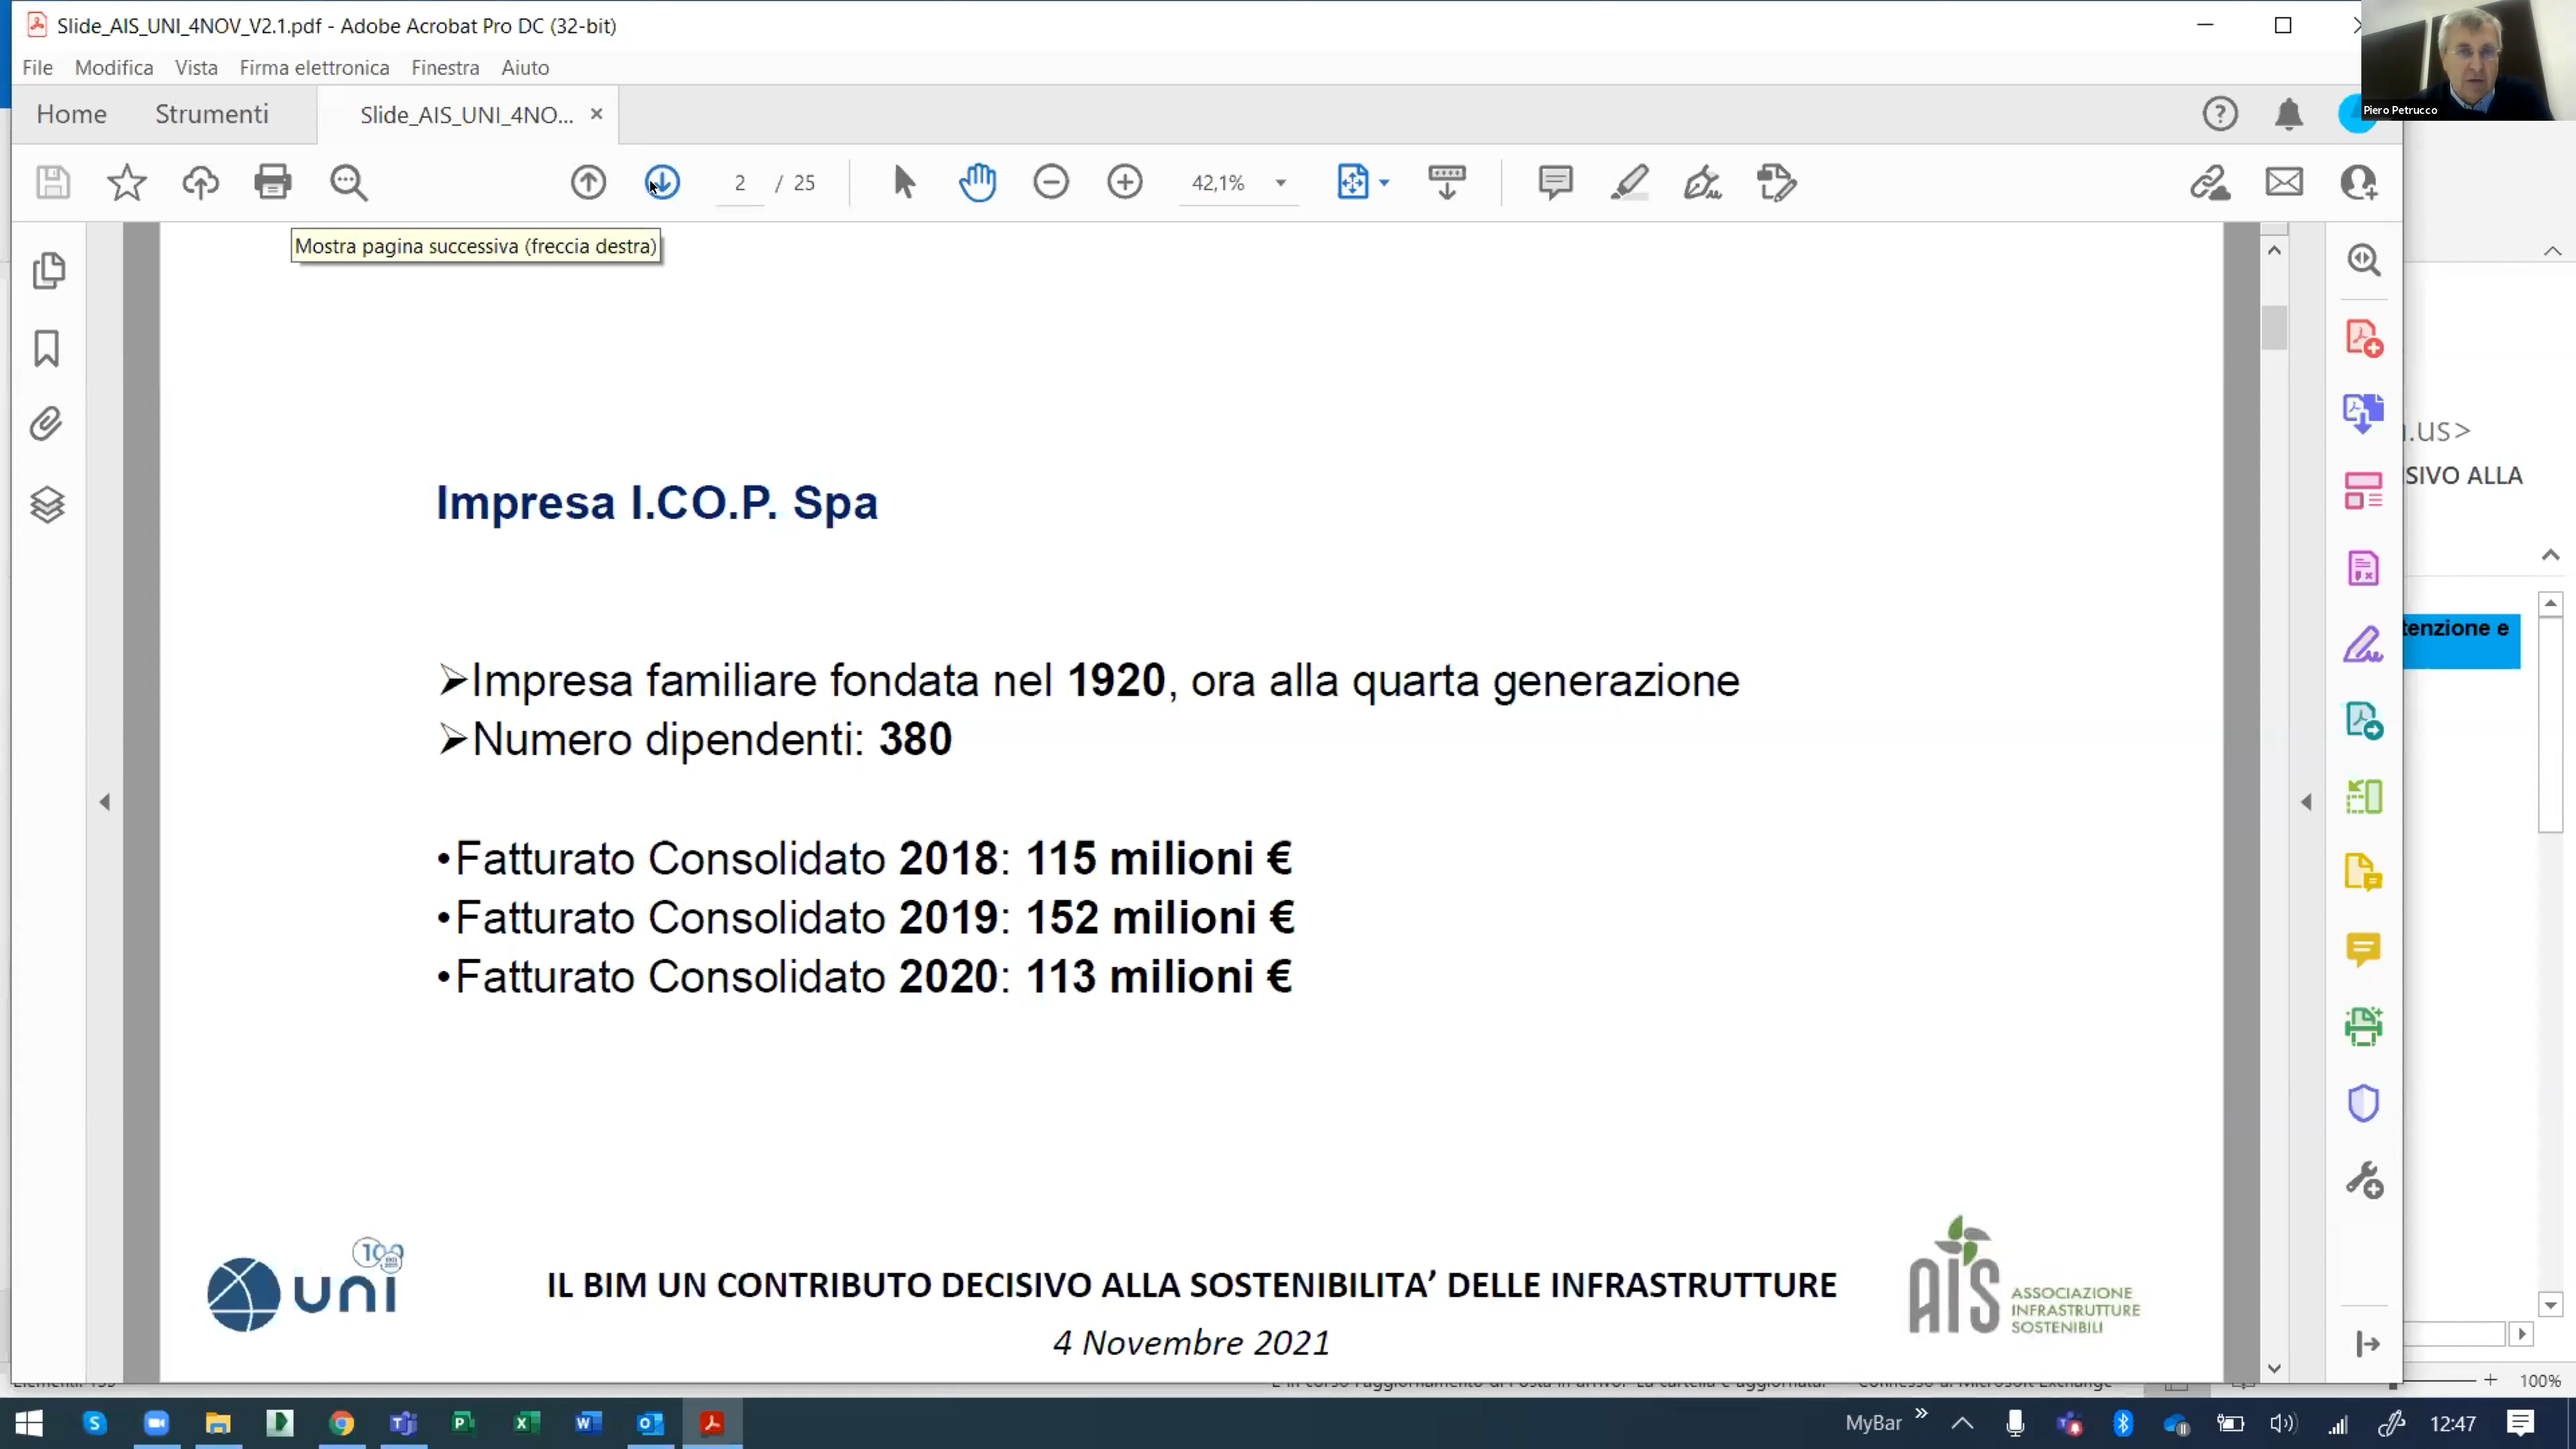 Slide_AIS_UNI_4NOV_V2.1.pdf - Adobe Acrobat Pro DC (32-bit)
Piero Petrucco
File Modifica Vista Firma elettronica Finestra Aiuto
Home Strumenti Slide_AIS_UNI_4NO...
2 / 25 42,1%
Mostra pagina successiva (freccia destra)
.us>
SIVO ALLA
tenzione e
Impresa I.CO.P. Spa
➢Impresa familiare fondata nel 1920, ora alla quarta generazione
➢Numero dipendenti: 380
•Fatturato Consolidato 2018: 115 milioni €
•Fatturato Consolidato 2019: 152 milioni €
•Fatturato Consolidato 2020: 113 milioni €
100
uni
IL BIM UN CONTRIBUTO DECISIVO ALLA SOSTENIBILITA’ DELLE INFRASTRUTTURE
4 Novembre 2021
AIS
ASSOCIAZIONE
INFRASTRUTTURE
SOSTENIBILI
100%
MyBar 12:47